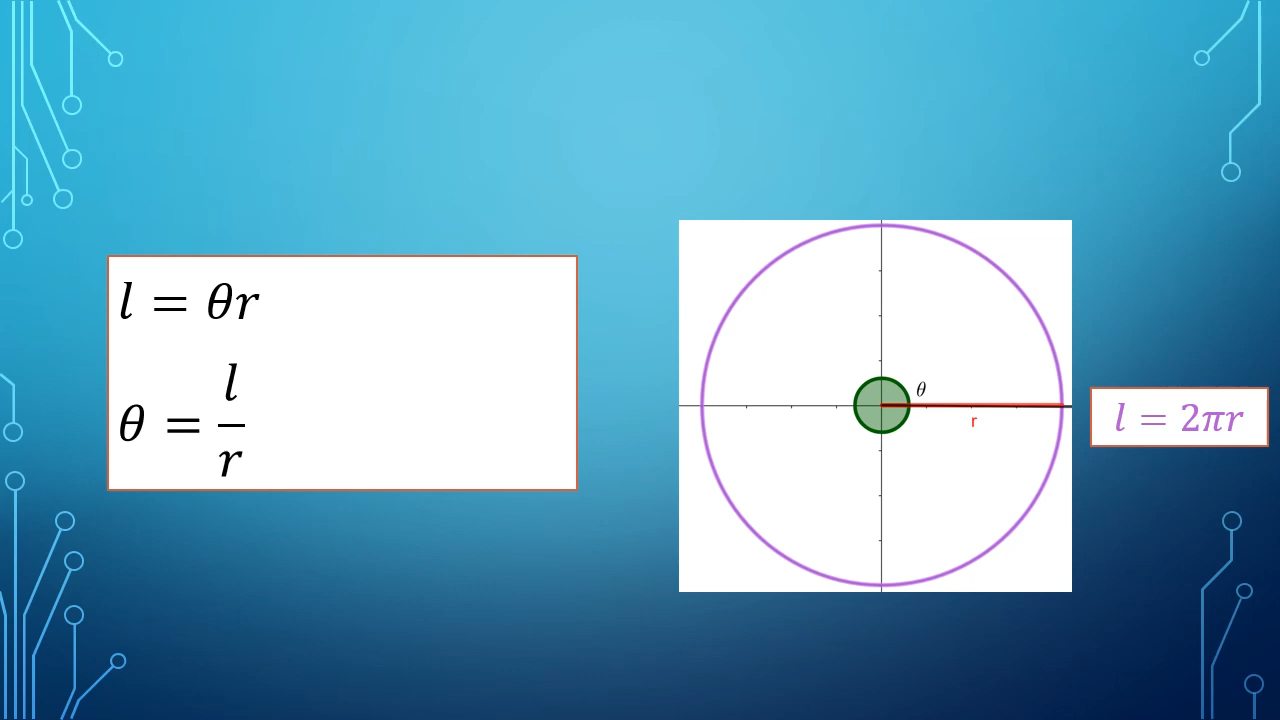 l = θr
θ = l/r
θ
r
l = 2πr